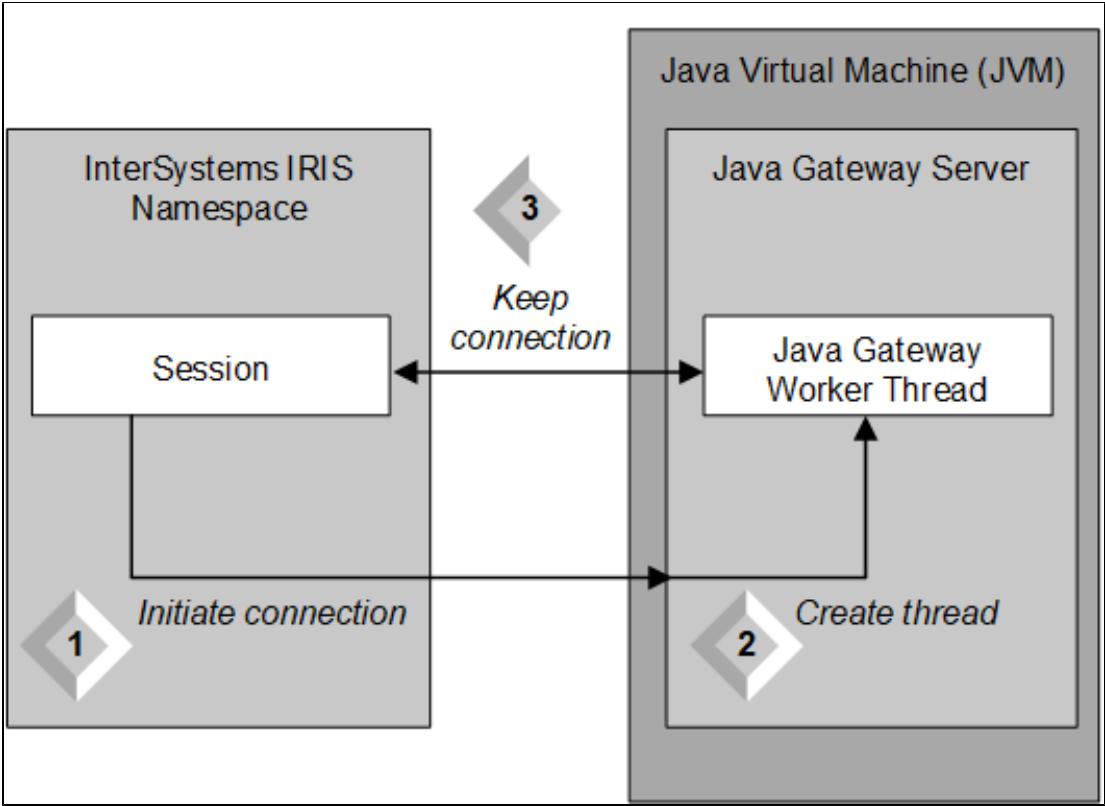 Java Virtual Machine (JVM)
InterSystems IRIS
Namespace
Java Gateway Server
3
Keep
connection
Session
Java Gateway
Worker Thread
1
Initiate connection
2
Create thread